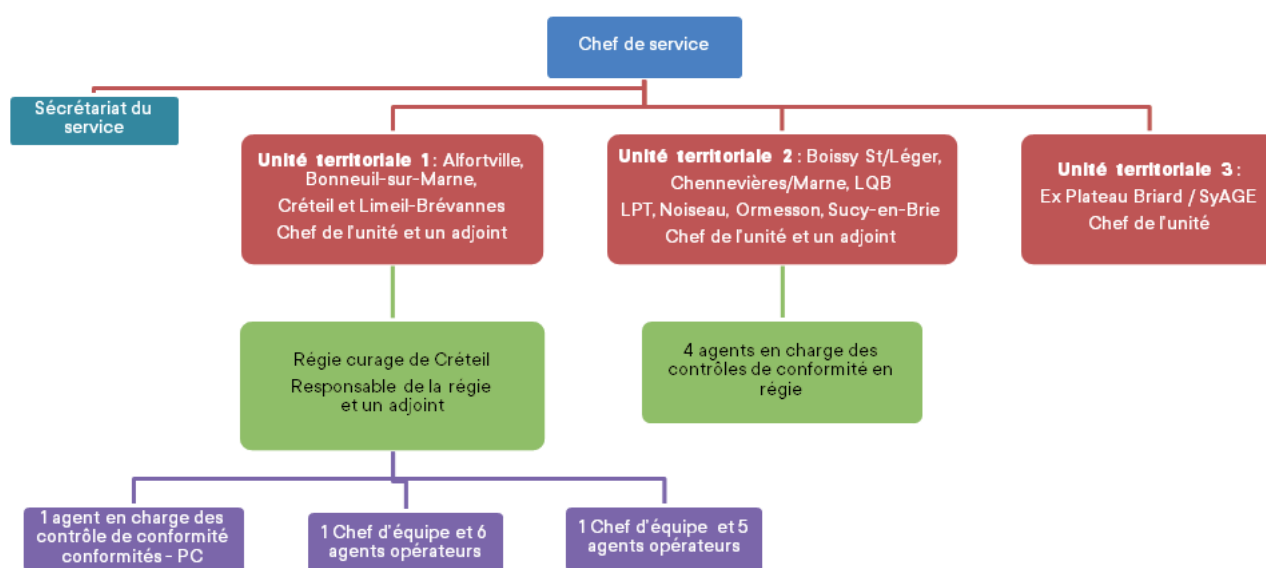 Chef de service
Sécrétariat du
service
Unité territoriale 1 : Alfortville,
Bonneuil-sur-Marne,
Créteil et Limeil-Brévannes
Chef de l'unité et un adjoint
Unité territoriale 2 : Boissy St/Léger,
Chennevières/Marne, LQB
LPT, Noiseau, Ormesson, Sucy-en-Brie
Chef de l'unité et un adjoint
Unité territoriale 3 :
Ex Plateau Briard / SyAGE
Chef de l'unité
Régie curage de Créteil
Responsable de la régie
et un adjoint
4 agents en charge des
contrôles de conformité en
régie
1 agent en charge des
contrôle de conformité
conformités - PC
1 Chef d'équipe et 6
agents opérateurs
1 Chef d'équipe et 5
agents opérateurs